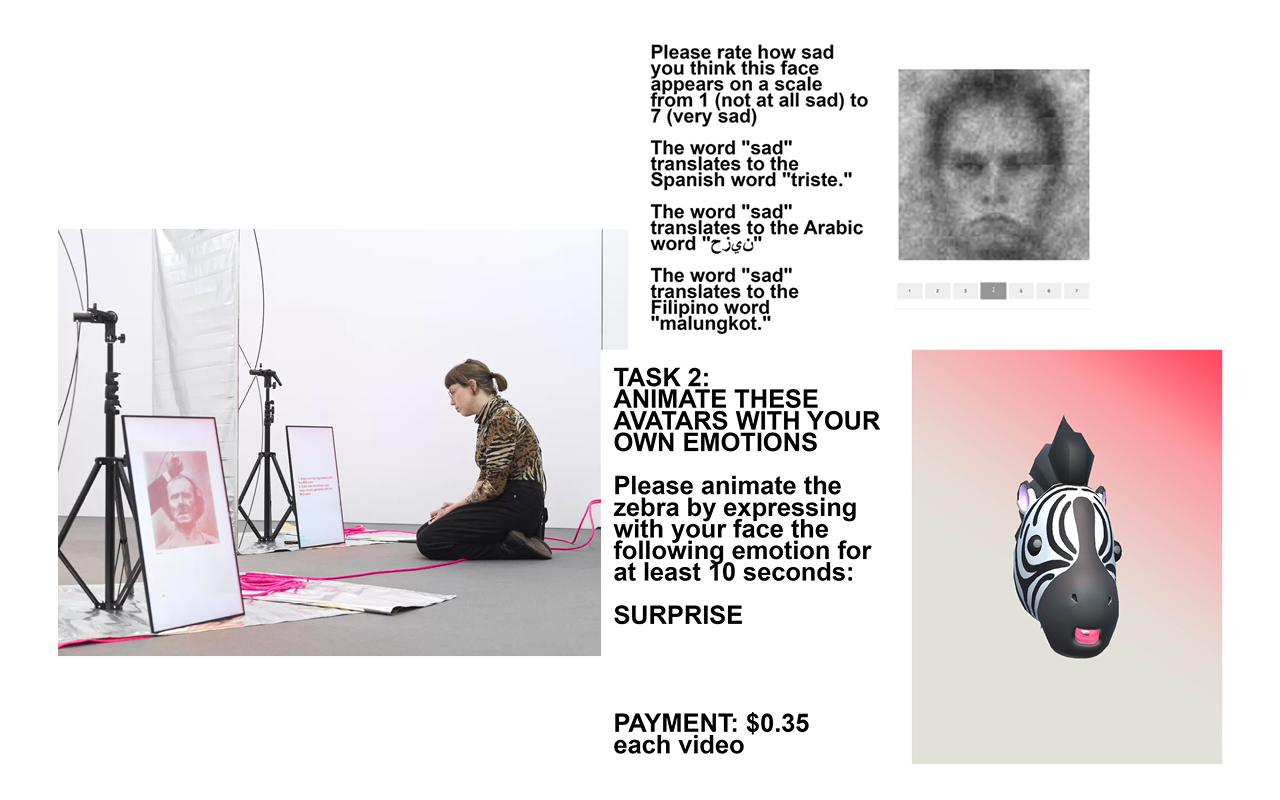 Please rate how sad
you think this face
appears on a scale
from 1 (not at all sad) to
7 (very sad)
The word "sad"
translates to the
Spanish word "triste."
The word "sad"
translates to the Arabic
word "نيزح"
The word "sad"
translates to the
Filipino word
"malungkot."
1 2 3 4 5 6 7
TASK 2:
ANIMATE THESE
AVATARS WITH YOUR
OWN EMOTIONS
Please animate the
zebra by expressing
with your face the
following emotion for
at least 10 seconds:
SURPRISE
PAYMENT: $0.35
each video